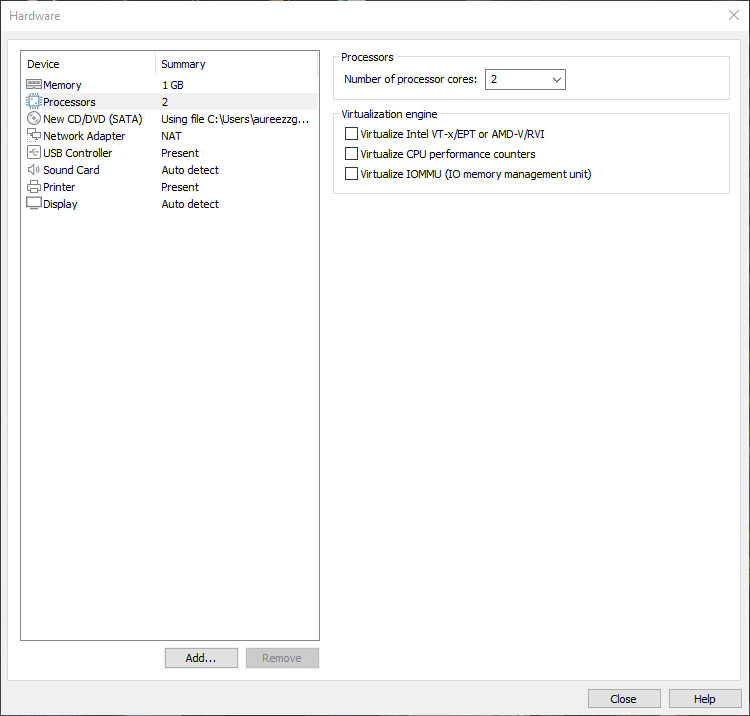 Hardware
Device Summary
Memory 1 GB
Processors 2
New CD/DVD (SATA) Using file C:\Users\aureezzg...
Network Adapter NAT
USB Controller Present
Sound Card Auto detect
Printer Present
Display Auto detect
Add... Remove
Processors
Number of processor cores: 2
Virtualization engine
Virtualize Intel VT-x/EPT or AMD-V/RVI
Virtualize CPU performance counters
Virtualize IOMMU (IO memory management unit)
Close Help